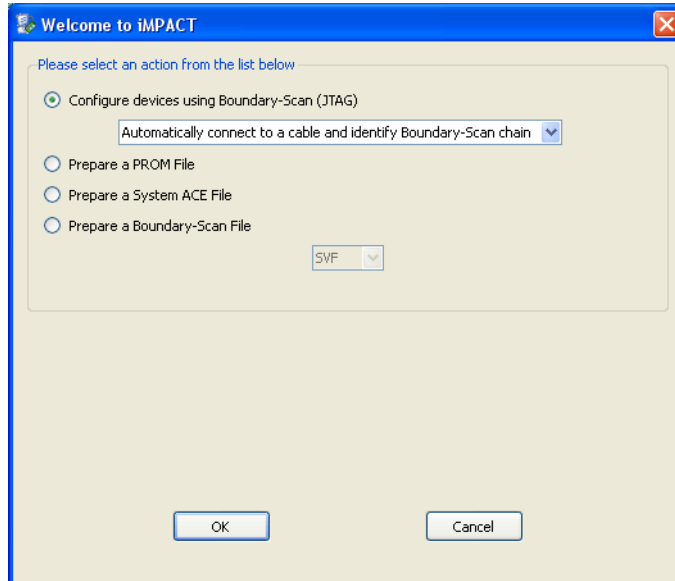 Welcome to iMPACT
Please select an action from the list below
Configure devices using Boundary-Scan (JTAG)
Automatically connect to a cable and identify Boundary-Scan chain
Prepare a PROM File
Prepare a System ACE File
Prepare a Boundary-Scan File
SVF
OK Cancel